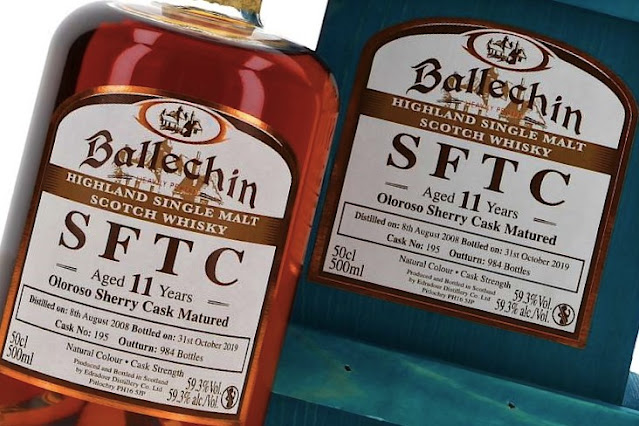 Ballechin
HEAVILY PEATED
HIGHLAND SINGLE MALT
SCOTCH WHISKY
SFTC
Aged 11 Years
Oloroso Sherry Cask Matured
Distilled on: 8th August 2008 Bottled on: 31st October 2019
Cask No: 195 Outturn: 984 Bottles
50cl
500ml
Natural Colour • Cask Strength
Produced and Bottled in Scotland
by Edradour Distillery Co. Ltd
Pitlochry PH16 5JP
59.3%Vol.
59.3% alc/Vol.
Ballechin
HIGHLAND SINGLE MALT
SCOTCH WHISKY
SFTC
Aged 11 Years
Oloroso Sherry Cask Matured
Distilled on: 8th August 2008 Bottled on: 31st October 2019
Cask No: 195 Outturn: 984 Bottles
50cl
500ml
Natural Colour • Cask Strength
Produced and Bottled in Scotland
by Edradour Distillery Co. Ltd
Pitlochry PH16 5JP
59.3%Vol.
59.3% alc/Vol.